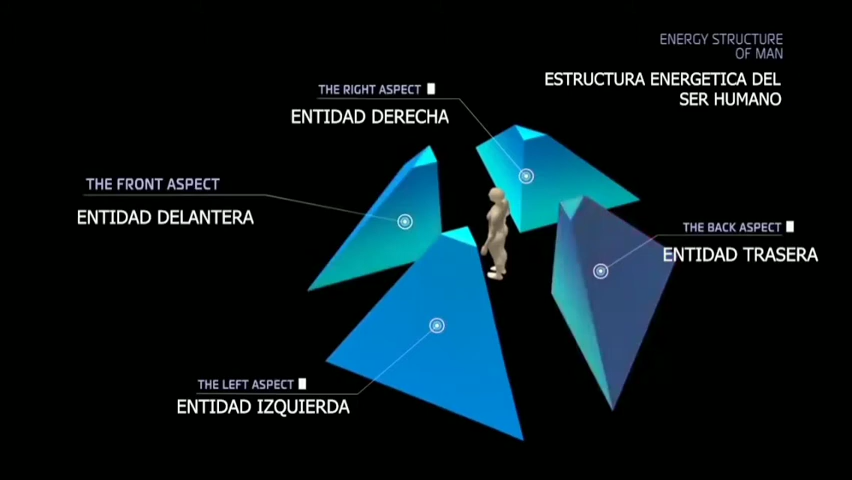 ENERGY STRUCTURE
OF MAN
ESTRUCTURA ENERGETICA DEL
SER HUMANO
THE RIGHT ASPECT
ENTIDAD DERECHA
THE FRONT ASPECT
ENTIDAD DELANTERA
THE BACK ASPECT
ENTIDAD TRASERA
THE LEFT ASPECT
ENTIDAD IZQUIERDA